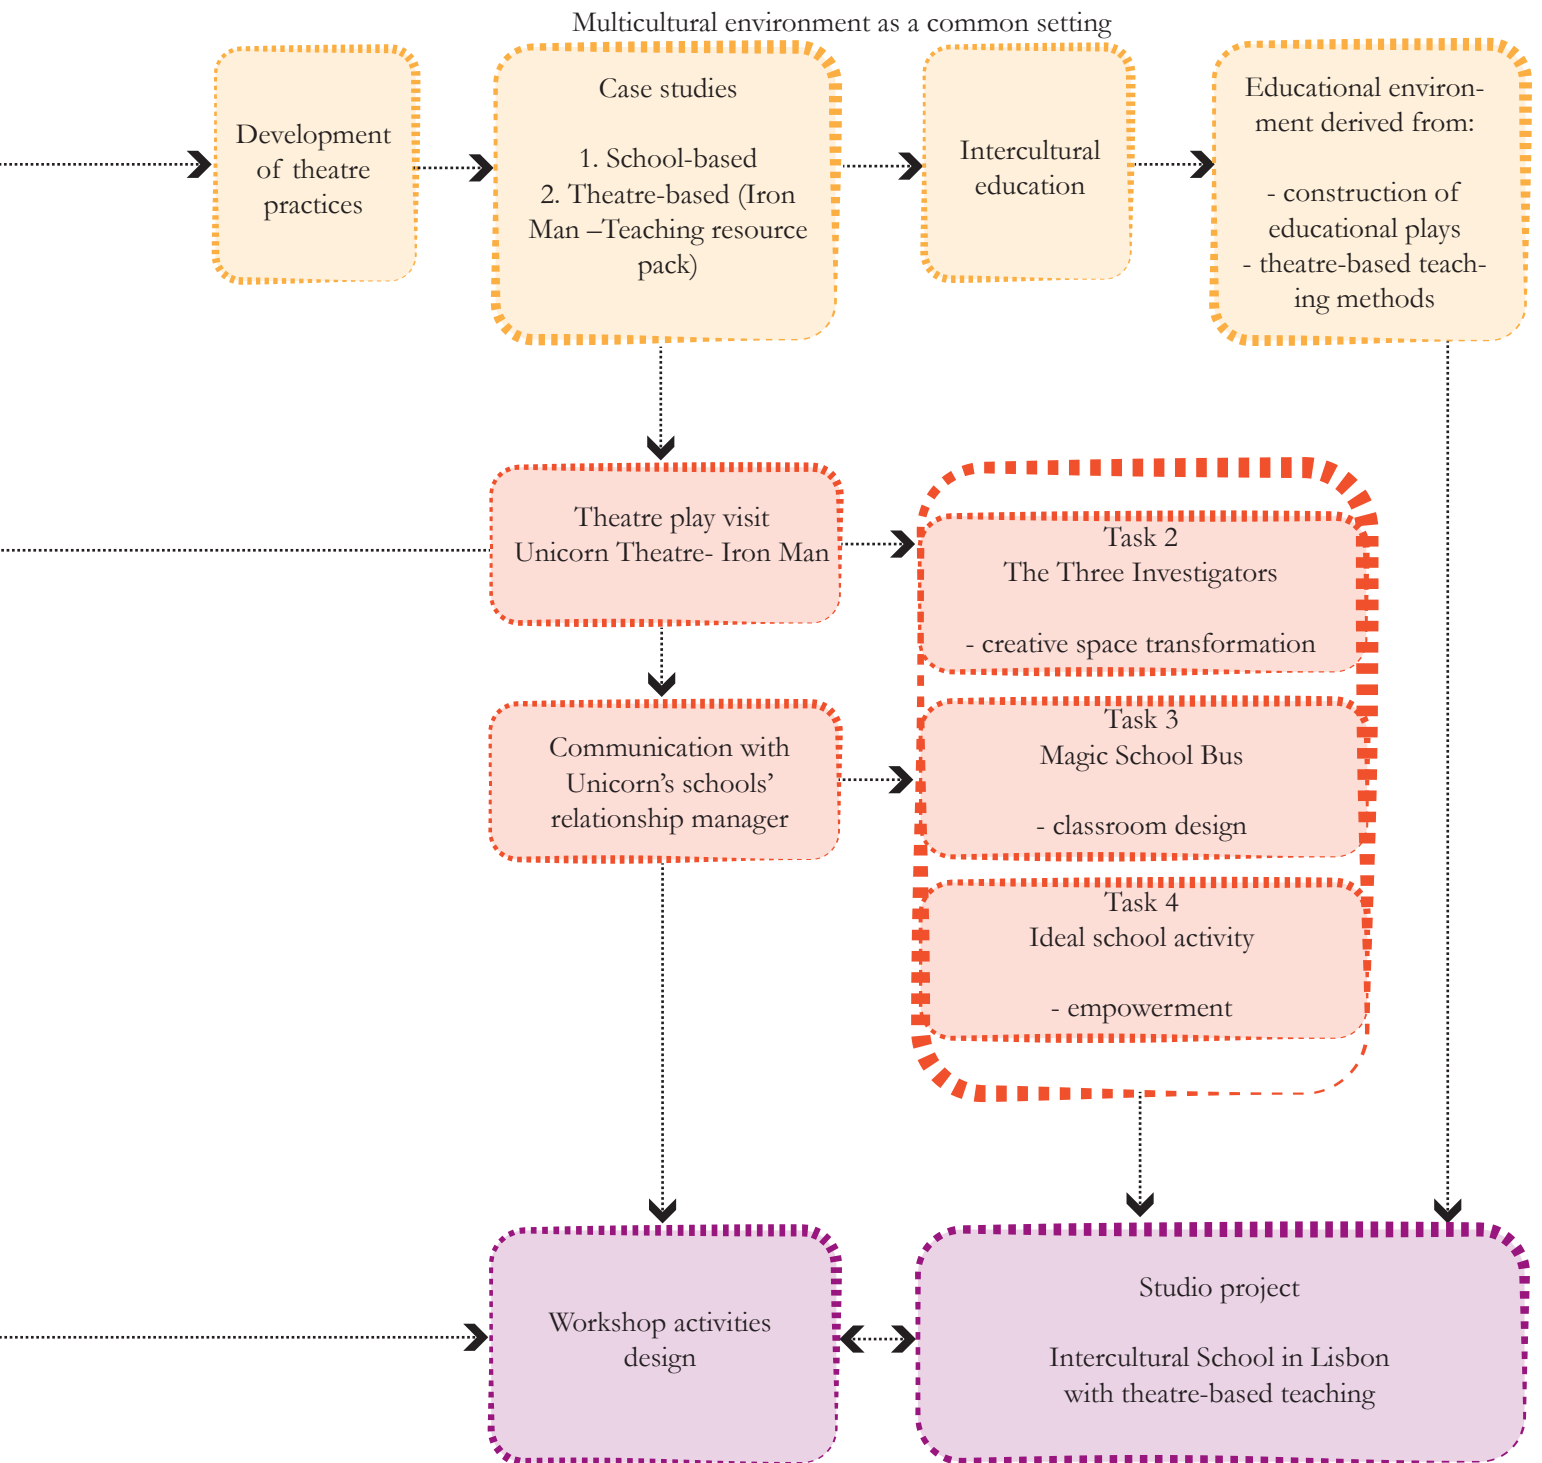 Multicultural environment as a common setting
Development
of theatre
practices
Case studies
1. School-based
2. Theatre-based (Iron
Man –Teaching resource
pack)
Intercultural
education
Educational environ-
ment derived from:
- construction of
educational plays
- theatre-based teach-
ing methods
Theatre play visit
Unicorn Theatre- Iron Man
Task 2
The Three Investigators
- creative space transformation
Communication with
Unicorn’s schools’
relationship manager
Task 3
Magic School Bus
- classroom design
Task 4
Ideal school activity
- empowerment
Workshop activities
design
Studio project
Intercultural School in Lisbon
with theatre-based teaching